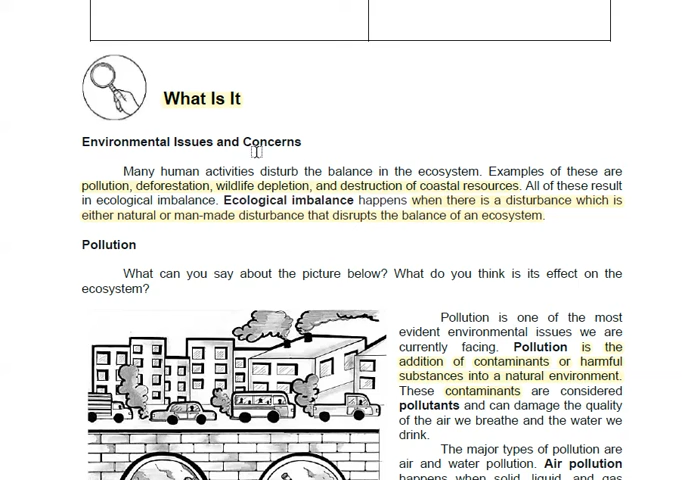 What Is It
Environmental Issues and Concerns
Many human activities disturb the balance in the ecosystem. Examples of these are
pollution, deforestation, wildlife depletion, and destruction of coastal resources. All of these result
in ecological imbalance. Ecological imbalance happens when there is a disturbance which is
either natural or man-made disturbance that disrupts the balance of an ecosystem.
Pollution
What can you say about the picture below? What do you think is its effect on the
ecosystem?
Pollution is one of the most
evident environmental issues we are
currently facing. Pollution is the
addition of contaminants or harmful
substances into a natural environment.
These contaminants are considered
pollutants and can damage the quality
of the air we breathe and the water we
drink.
The major types of pollution are
air and water pollution. Air pollution
happens when solid, liquid, and gas